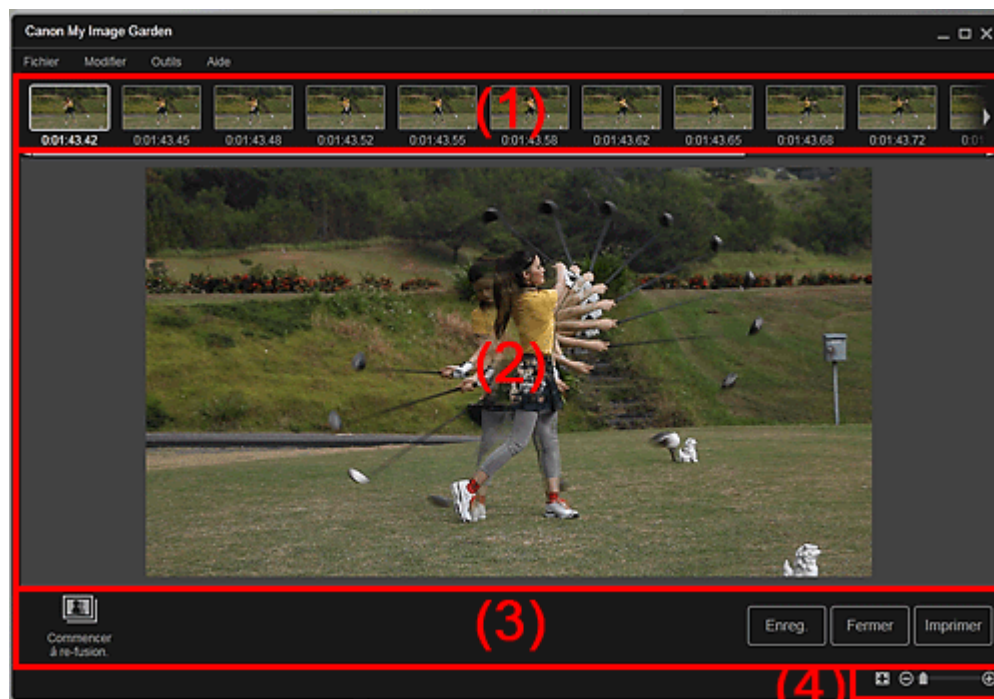 Canon My Image Garden
Fichier Modifier Outils Aide
(1)
0:01:43.42 0:01:43.45 0:01:43.48 0:01:43.52 0:01:43.55 0:01:43.58 0:01:43.62 0:01:43.65 0:01:43.68 0:01:43.72
(2)
(3)
Commencer
à re-fusion.
Enreg. Fermer Imprimer
(4)